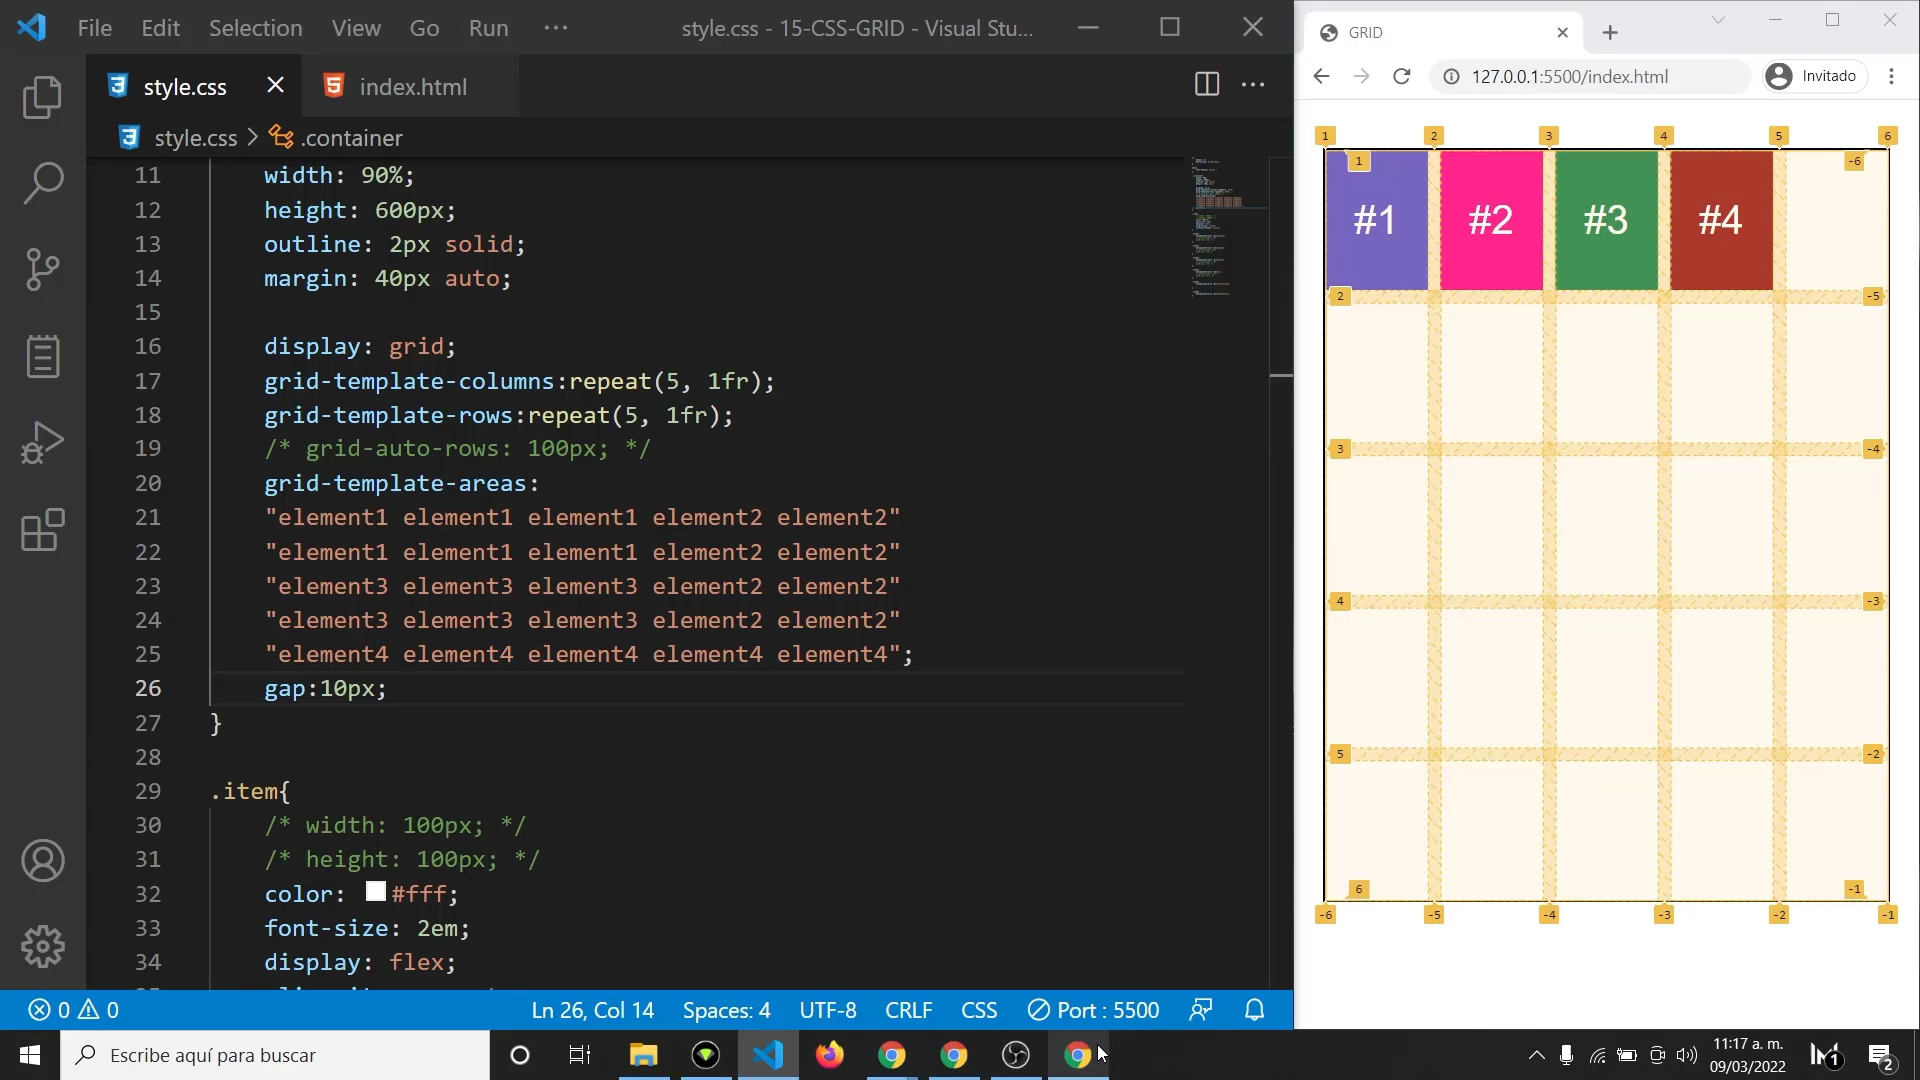 File Edit Selection View Go Run ··· style.css - 15-CSS-GRID - Visual Stu...
style.css index.html
style.css > .container
11 width: 90%;
12 height: 600px;
13 outline: 2px solid;
14 margin: 40px auto;
15
16 display: grid;
17 grid-template-columns:repeat(5, 1fr);
18 grid-template-rows:repeat(5, 1fr);
19 /* grid-auto-rows: 100px; */
20 grid-template-areas:
21 "element1 element1 element1 element2 element2"
22 "element1 element1 element1 element2 element2"
23 "element3 element3 element3 element2 element2"
24 "element3 element3 element3 element2 element2"
25 "element4 element4 element4 element4 element4";
26 gap:10px;
27 }
28
29 .item{
30 /* width: 100px; */
31 /* height: 100px; */
32 color: #fff;
33 font-size: 2em;
34 display: flex;
0 0 Ln 26, Col 14 Spaces: 4 UTF-8 CRLF CSS Port : 5500
GRID
127.0.0.1:5500/index.html Invitado
1 2 3 4 5 6
1 -6
#1 #2 #3 #4
2 -5
3 -4
4 -3
5 -2
6 -1
-6 -5 -4 -3 -2 -1
Escribe aquí para buscar
11:17 a. m.
09/03/2022
1
2